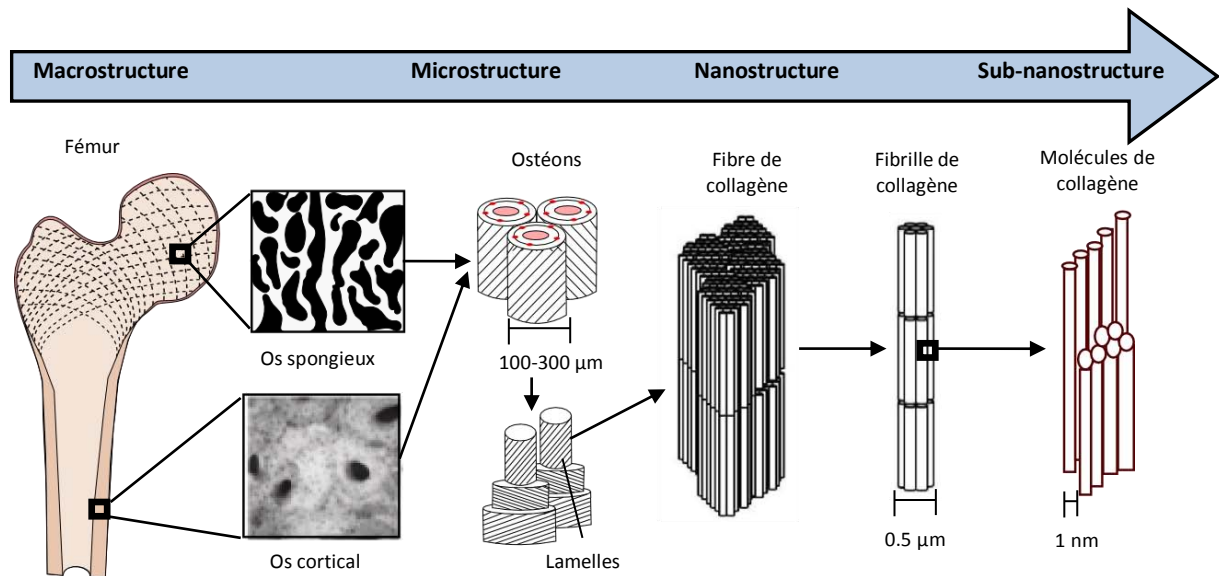 Macrostructure
Microstructure
Nanostructure
Sub-nanostructure
Fémur
Ostéons
Fibre de
collagène
Fibrille de
collagène
Molécules de
collagène
Os spongieux
100-300 µm
Os cortical
Lamelles
0.5 µm
1 nm